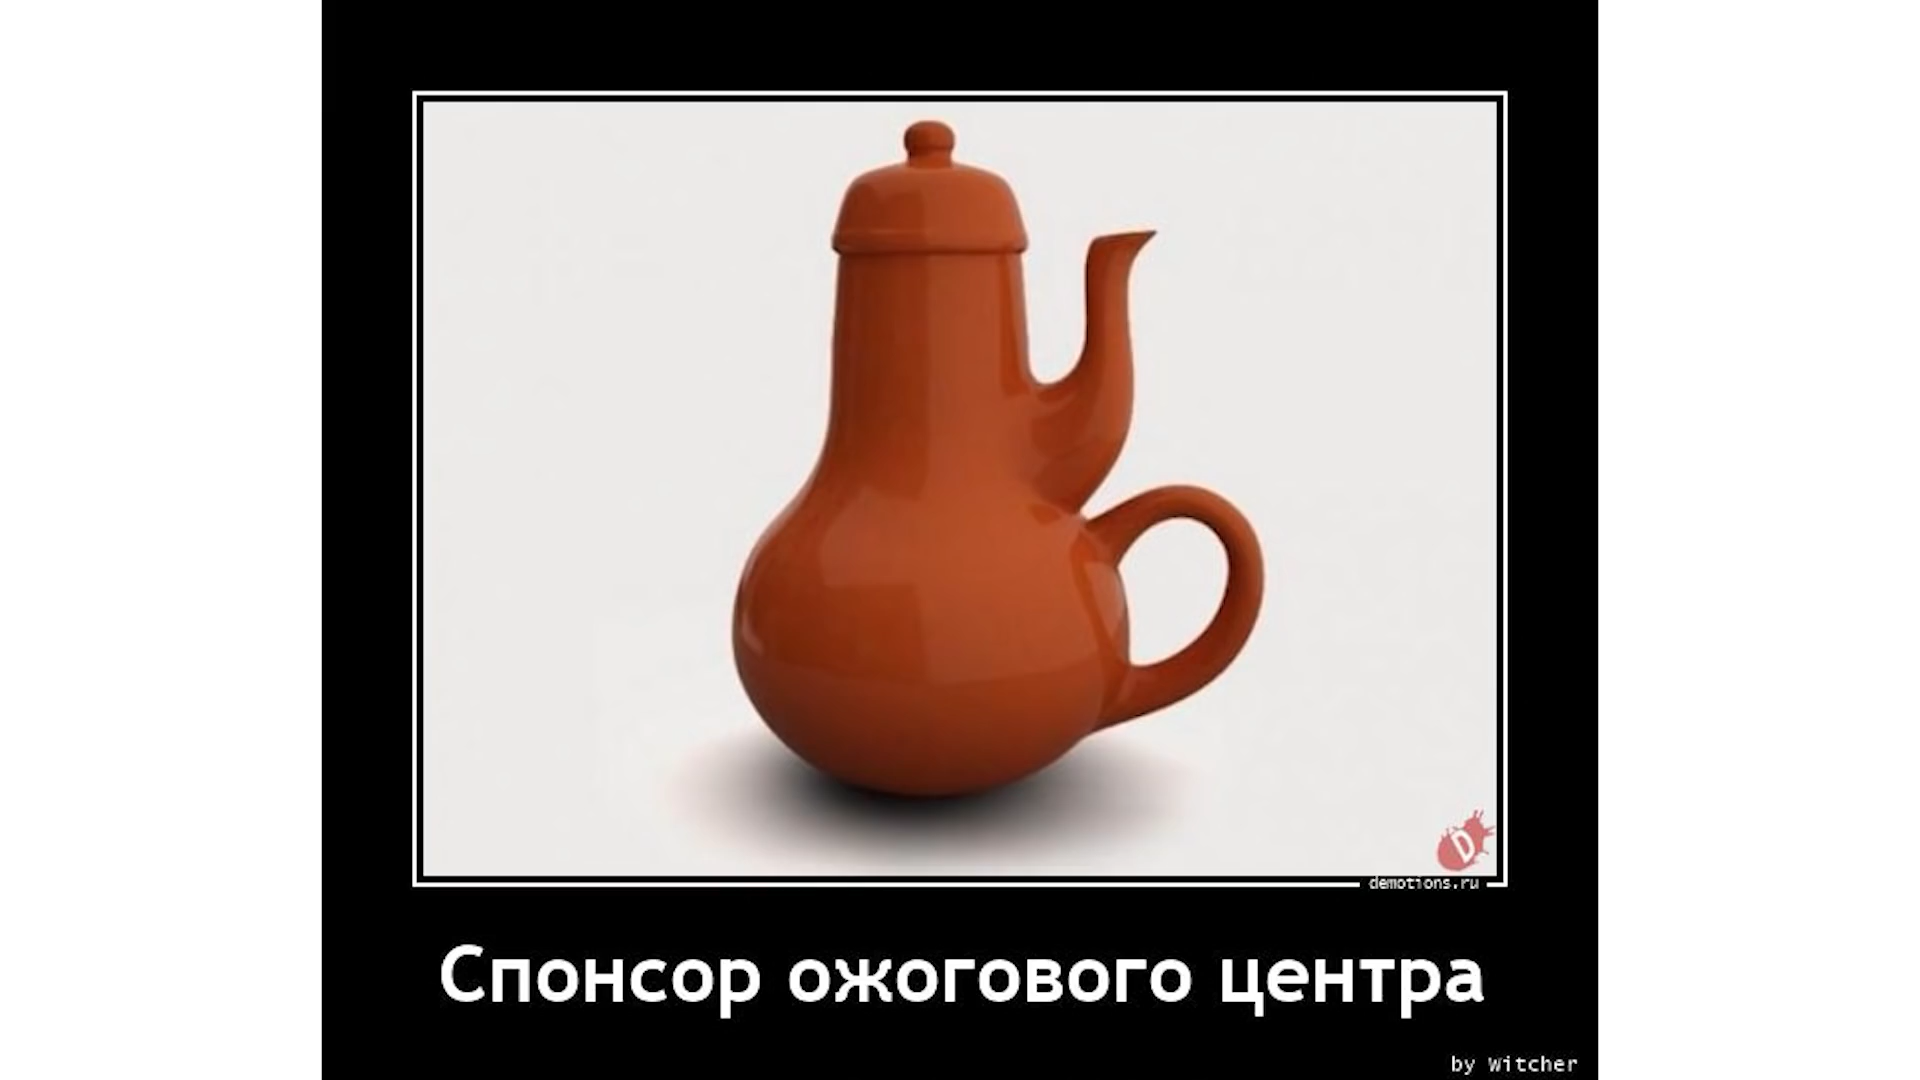 D
demotions.ru
Спонсор ожогового центра
by Witcher